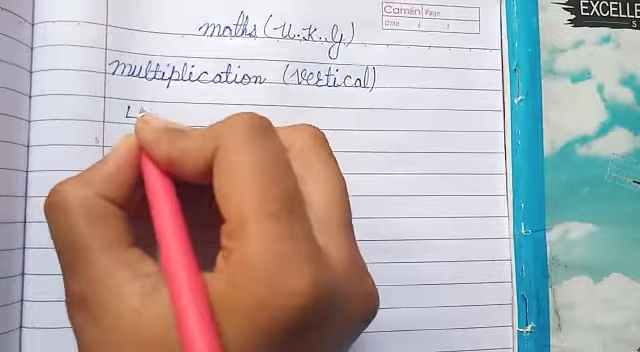 Camlin Page
Date / /
maths (U.K.G)
multiplication (vertical)
EXCELLE